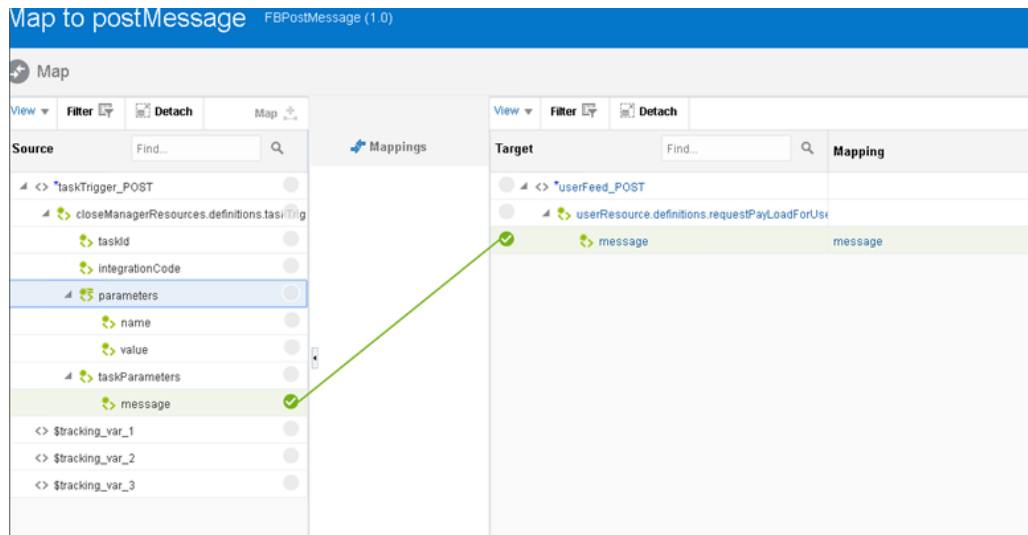 Map to postMessage FBPostMessage (1.0)
Map
View Filter Detach Map
View Filter Detach
Source Find...
Mappings
Target Find... Mapping
<> *taskTrigger_POST
<> *userFeed_POST
closeManagerResources.definitions.taskTrig
userResource.definitions.requestPayLoadForUse
taskId
message message
integrationCode
parameters
name
value
taskParameters
message
<> $tracking_var_1
<> $tracking_var_2
<> $tracking_var_3